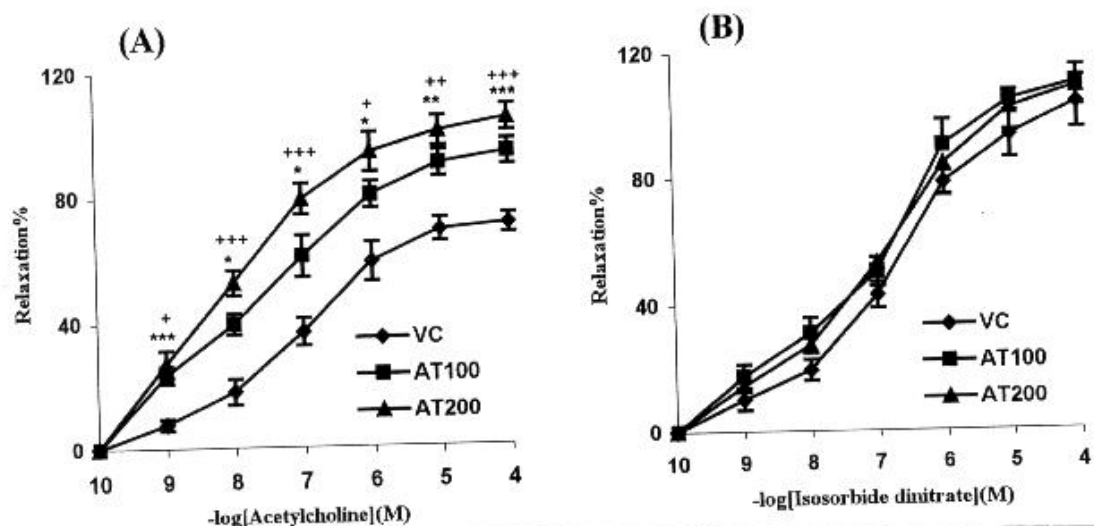 (A)
120
80
40
0
Relaxation%
+
***
+++
*
+++
*
+
*
++
**
+++
***
VC
AT100
AT200
10 9 8 7 6 5 4
-log[Acetylcholine](M)
(B)
120
80
40
0
Relaxation%
VC
AT100
AT200
10 9 8 7 6 5 4
-log[Isosorbide dinitrate](M)